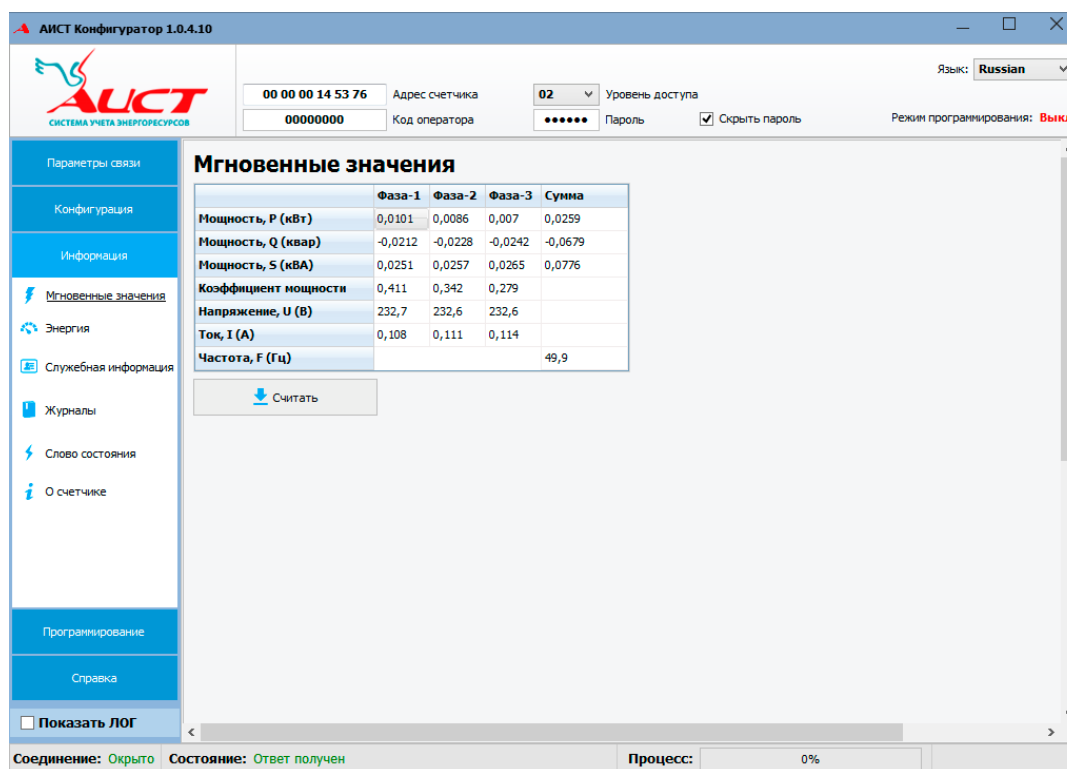 АИСТ Конфигуратор 1.0.4.10
АИСТ
СИСТЕМА УЧЕТА ЭНЕРГОРЕСУРСОВ
Язык: Russian
00 00 00 14 53 76 Адрес счетчика 02 Уровень доступа
00000000 Код оператора ●●●●●● Пароль Скрыть пароль Режим программирования: Выкл
Параметры связи
Конфигурация
Информация
Мгновенные значения
Энергия
Служебная информация
Журналы
Слово состояния
О счетчике
Программирование
Справка
Показать ЛОГ
Мгновенные значения
Фаза-1 Фаза-2 Фаза-3 Сумма
Мощность, P (кВт) 0,0101 0,0086 0,007 0,0259
Мощность, Q (квар) -0,0212 -0,0228 -0,0242 -0,0679
Мощность, S (кВА) 0,0251 0,0257 0,0265 0,0776
Коэффициент мощности 0,411 0,342 0,279
Напряжение, U (В) 232,7 232,6 232,6
Ток, I (А) 0,108 0,111 0,114
Частота, F (Гц) 49,9
Считать
Соединение: Окрыто Состояние: Ответ получен Процесс: 0%